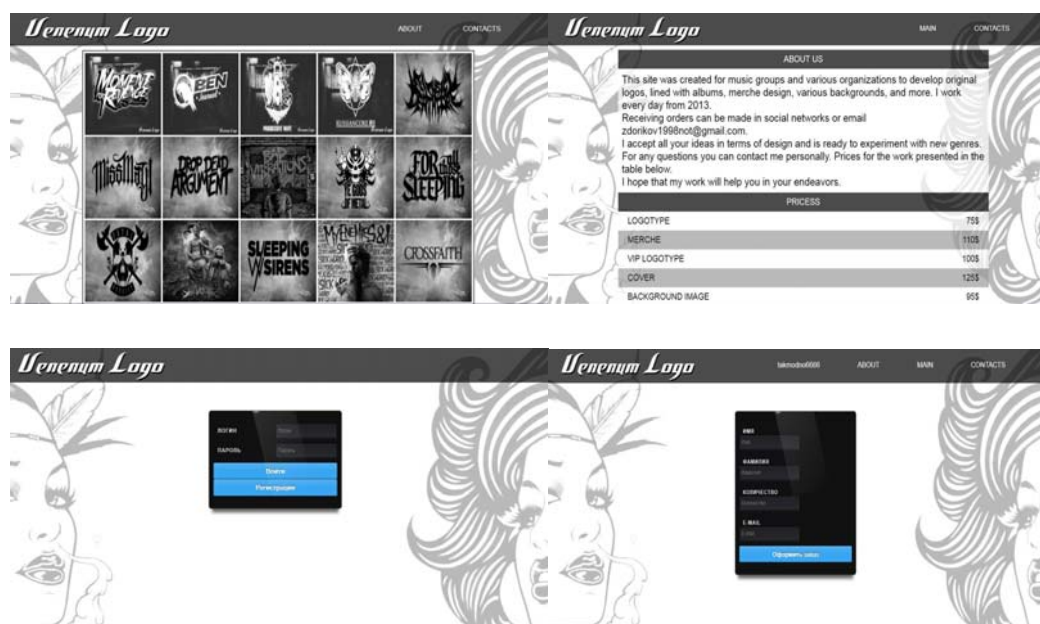 Venenum Logo
ABOUT
CONTACTS
MISS MAY I
DROP DEAD
ARGUMENT
FOR all those
SLEEPING
SLEEPING
W/SIRENS
MY ENEMIES & I
CROSSFAITH
Venenum Logo
MAIN
CONTACTS
ABOUT US
This site was created for music groups and various organizations to develop original
logos, lined with albums, merche design, various backgrounds, and more. I work
every day from 2013.
Receiving orders can be made in social networks or email
zdorikov1998not@gmail.com.
I accept all your ideas in terms of design and is ready to experiment with new genres.
For any questions you can contact me personally. Prices for the work presented in the
table below.
I hope that my work will help you in your endeavors.
PRICESS
LOGOTYPE 75$
MERCHE 110$
VIP LOGOTYPE 100$
COVER 125$
BACKGROUND IMAGE 95$
Venenum Logo
ЛОГИН
ПАРОЛЬ
Войти
Регистрация
Venenum Logo
ABOUT
MAIN
CONTACTS
ИМЯ
ФАМИЛИЯ
КОЛИЧЕСТВО
E-MAIL
E-mail
Оформить заказ